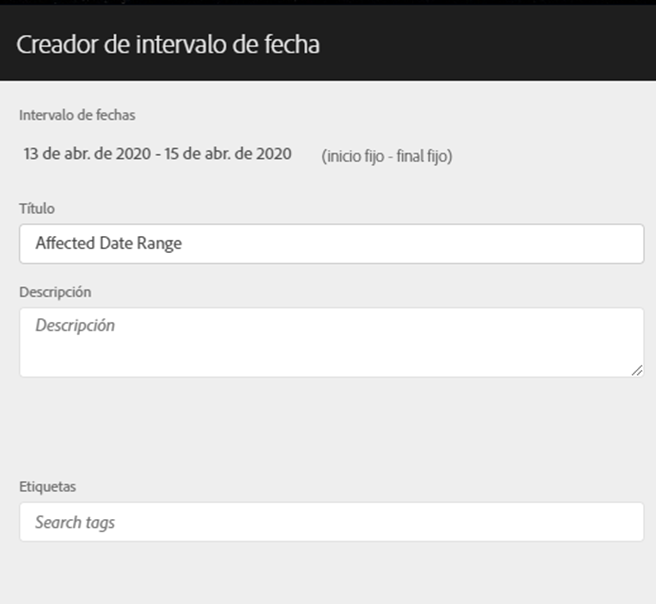 Creador de intervalo de fecha
Intervalo de fechas
13 de abr. de 2020 - 15 de abr. de 2020 (inicio fijo - final fijo)
Título
Affected Date Range
Descripción
Descripción
Etiquetas
Search tags